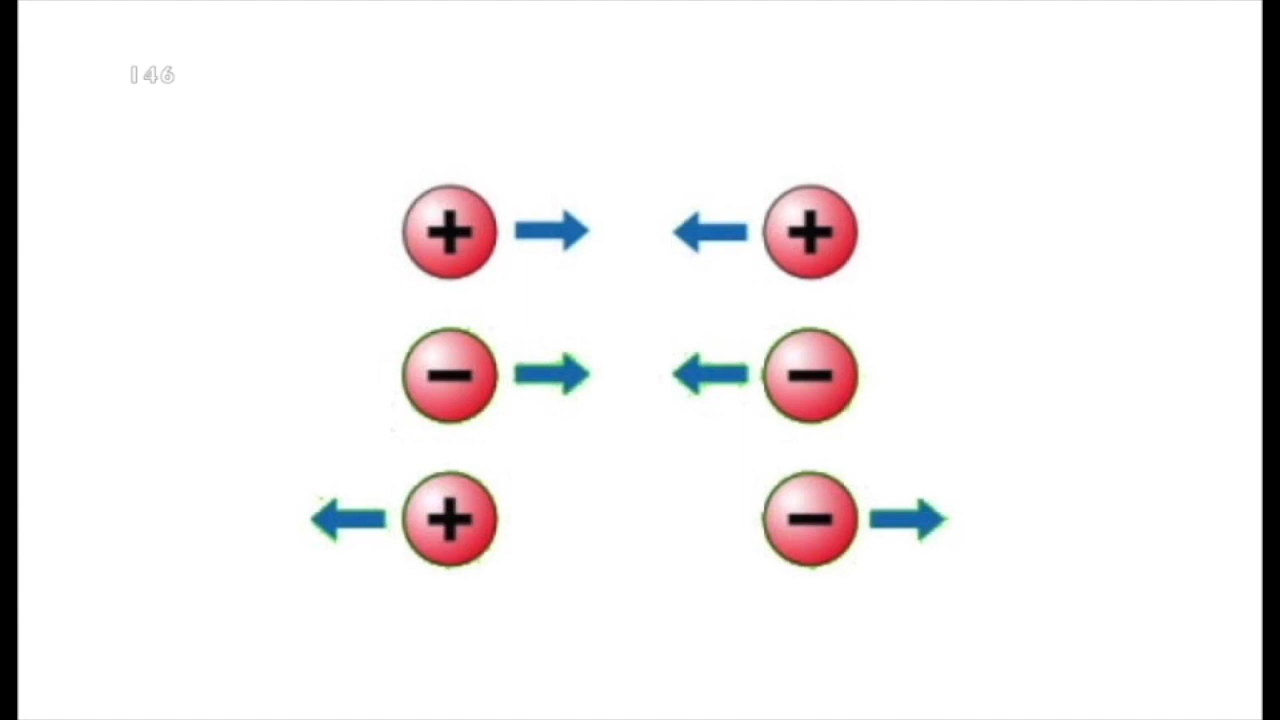 146
+ +
− −
+ −